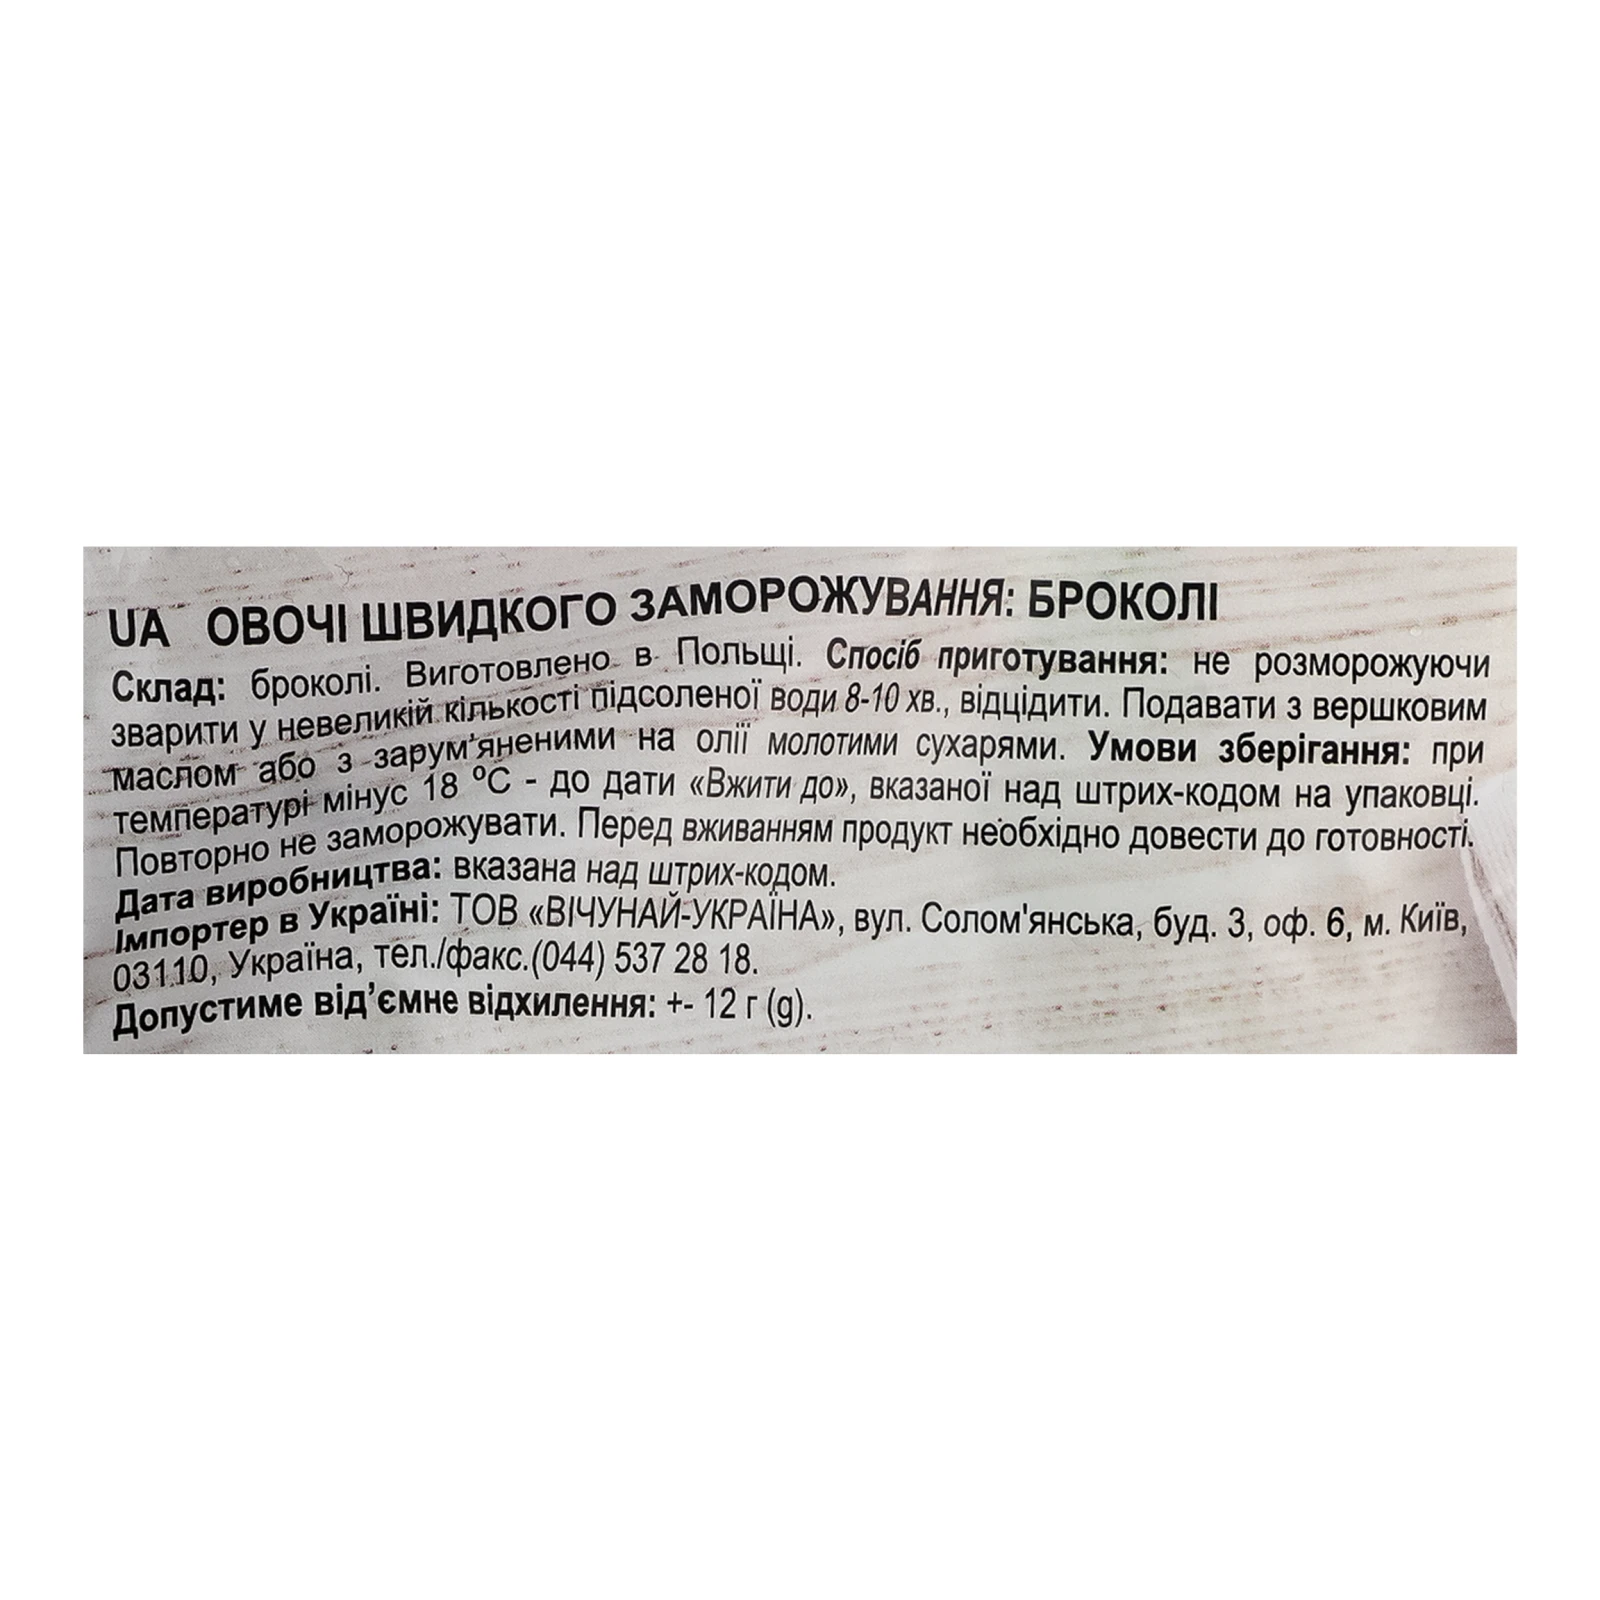 UA ОВОЧІ ШВИДКОГО ЗАМОРОЖУВАННЯ: БРОКОЛІ
Склад: броколі. Виготовлено в Польщі. Спосіб приготування: не розморожуючи
зварити у невеликій кількості підсоленої води 8-10 хв., відцідити. Подавати з вершковим
маслом або з зарум’яненими на олії молотими сухарями. Умови зберігання: при
температурі мінус 18 ºС - до дати «Вжити до», вказаної над штрих-кодом на упаковці.
Повторно не заморожувати. Перед вживанням продукт необхідно довести до готовності.
Дата виробництва: вказана над штрих-кодом.
Імпортер в Україні: ТОВ «ВІЧУНАЙ-УКРАЇНА», вул. Солом'янська, буд. 3, оф. 6, м. Київ,
03110, Україна, тел./факс.(044) 537 28 18.
Допустиме від’ємне відхилення: +- 12 г (g).